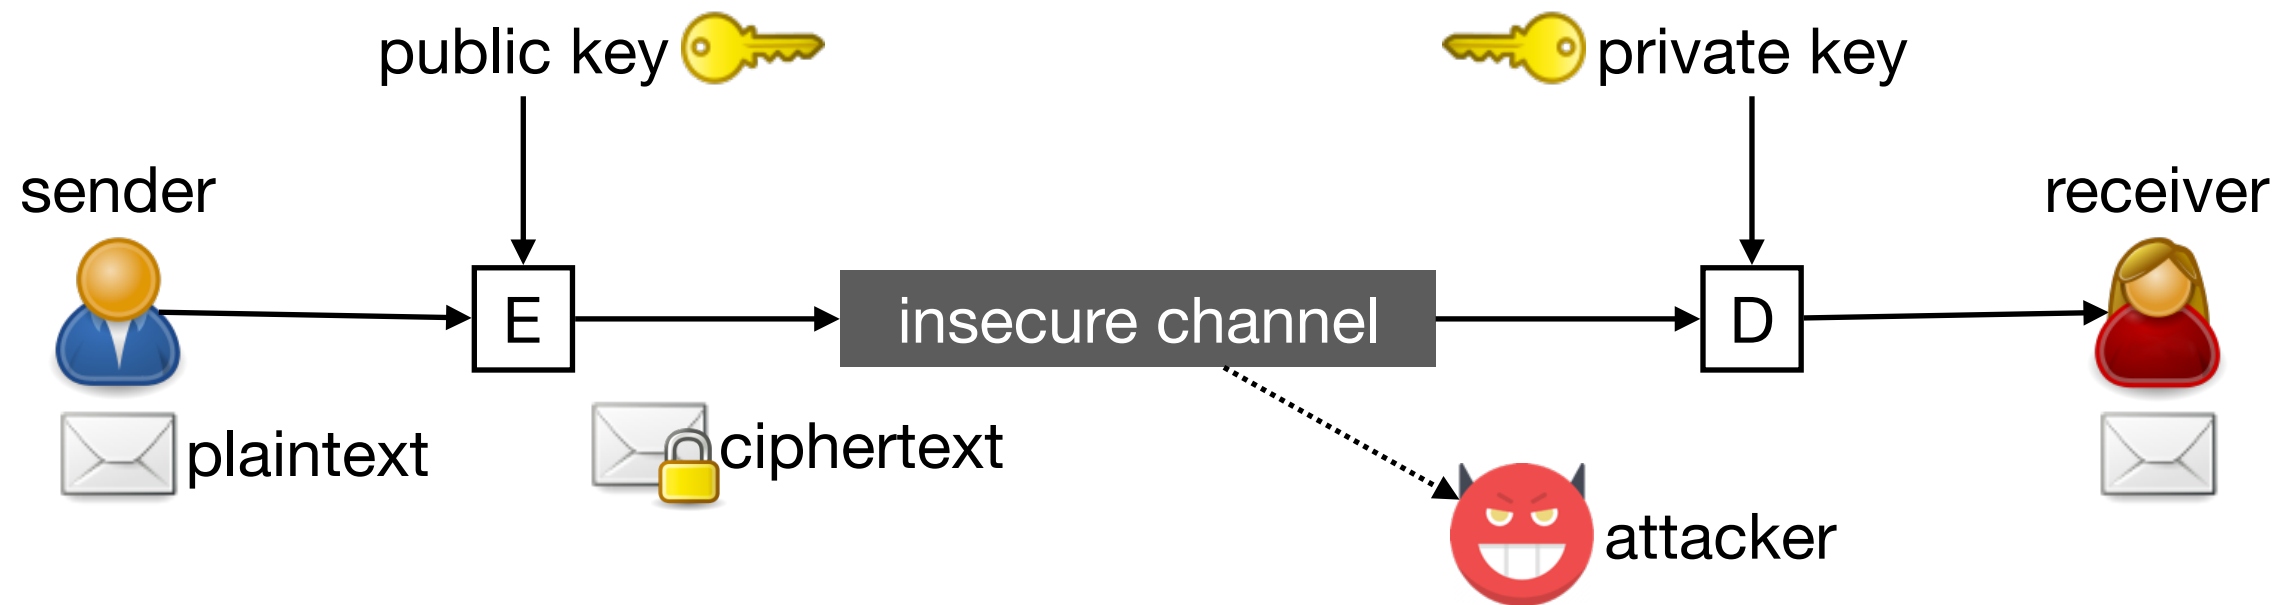 public key
private key
sender
receiver
E
insecure channel
D
plaintext
ciphertext
attacker